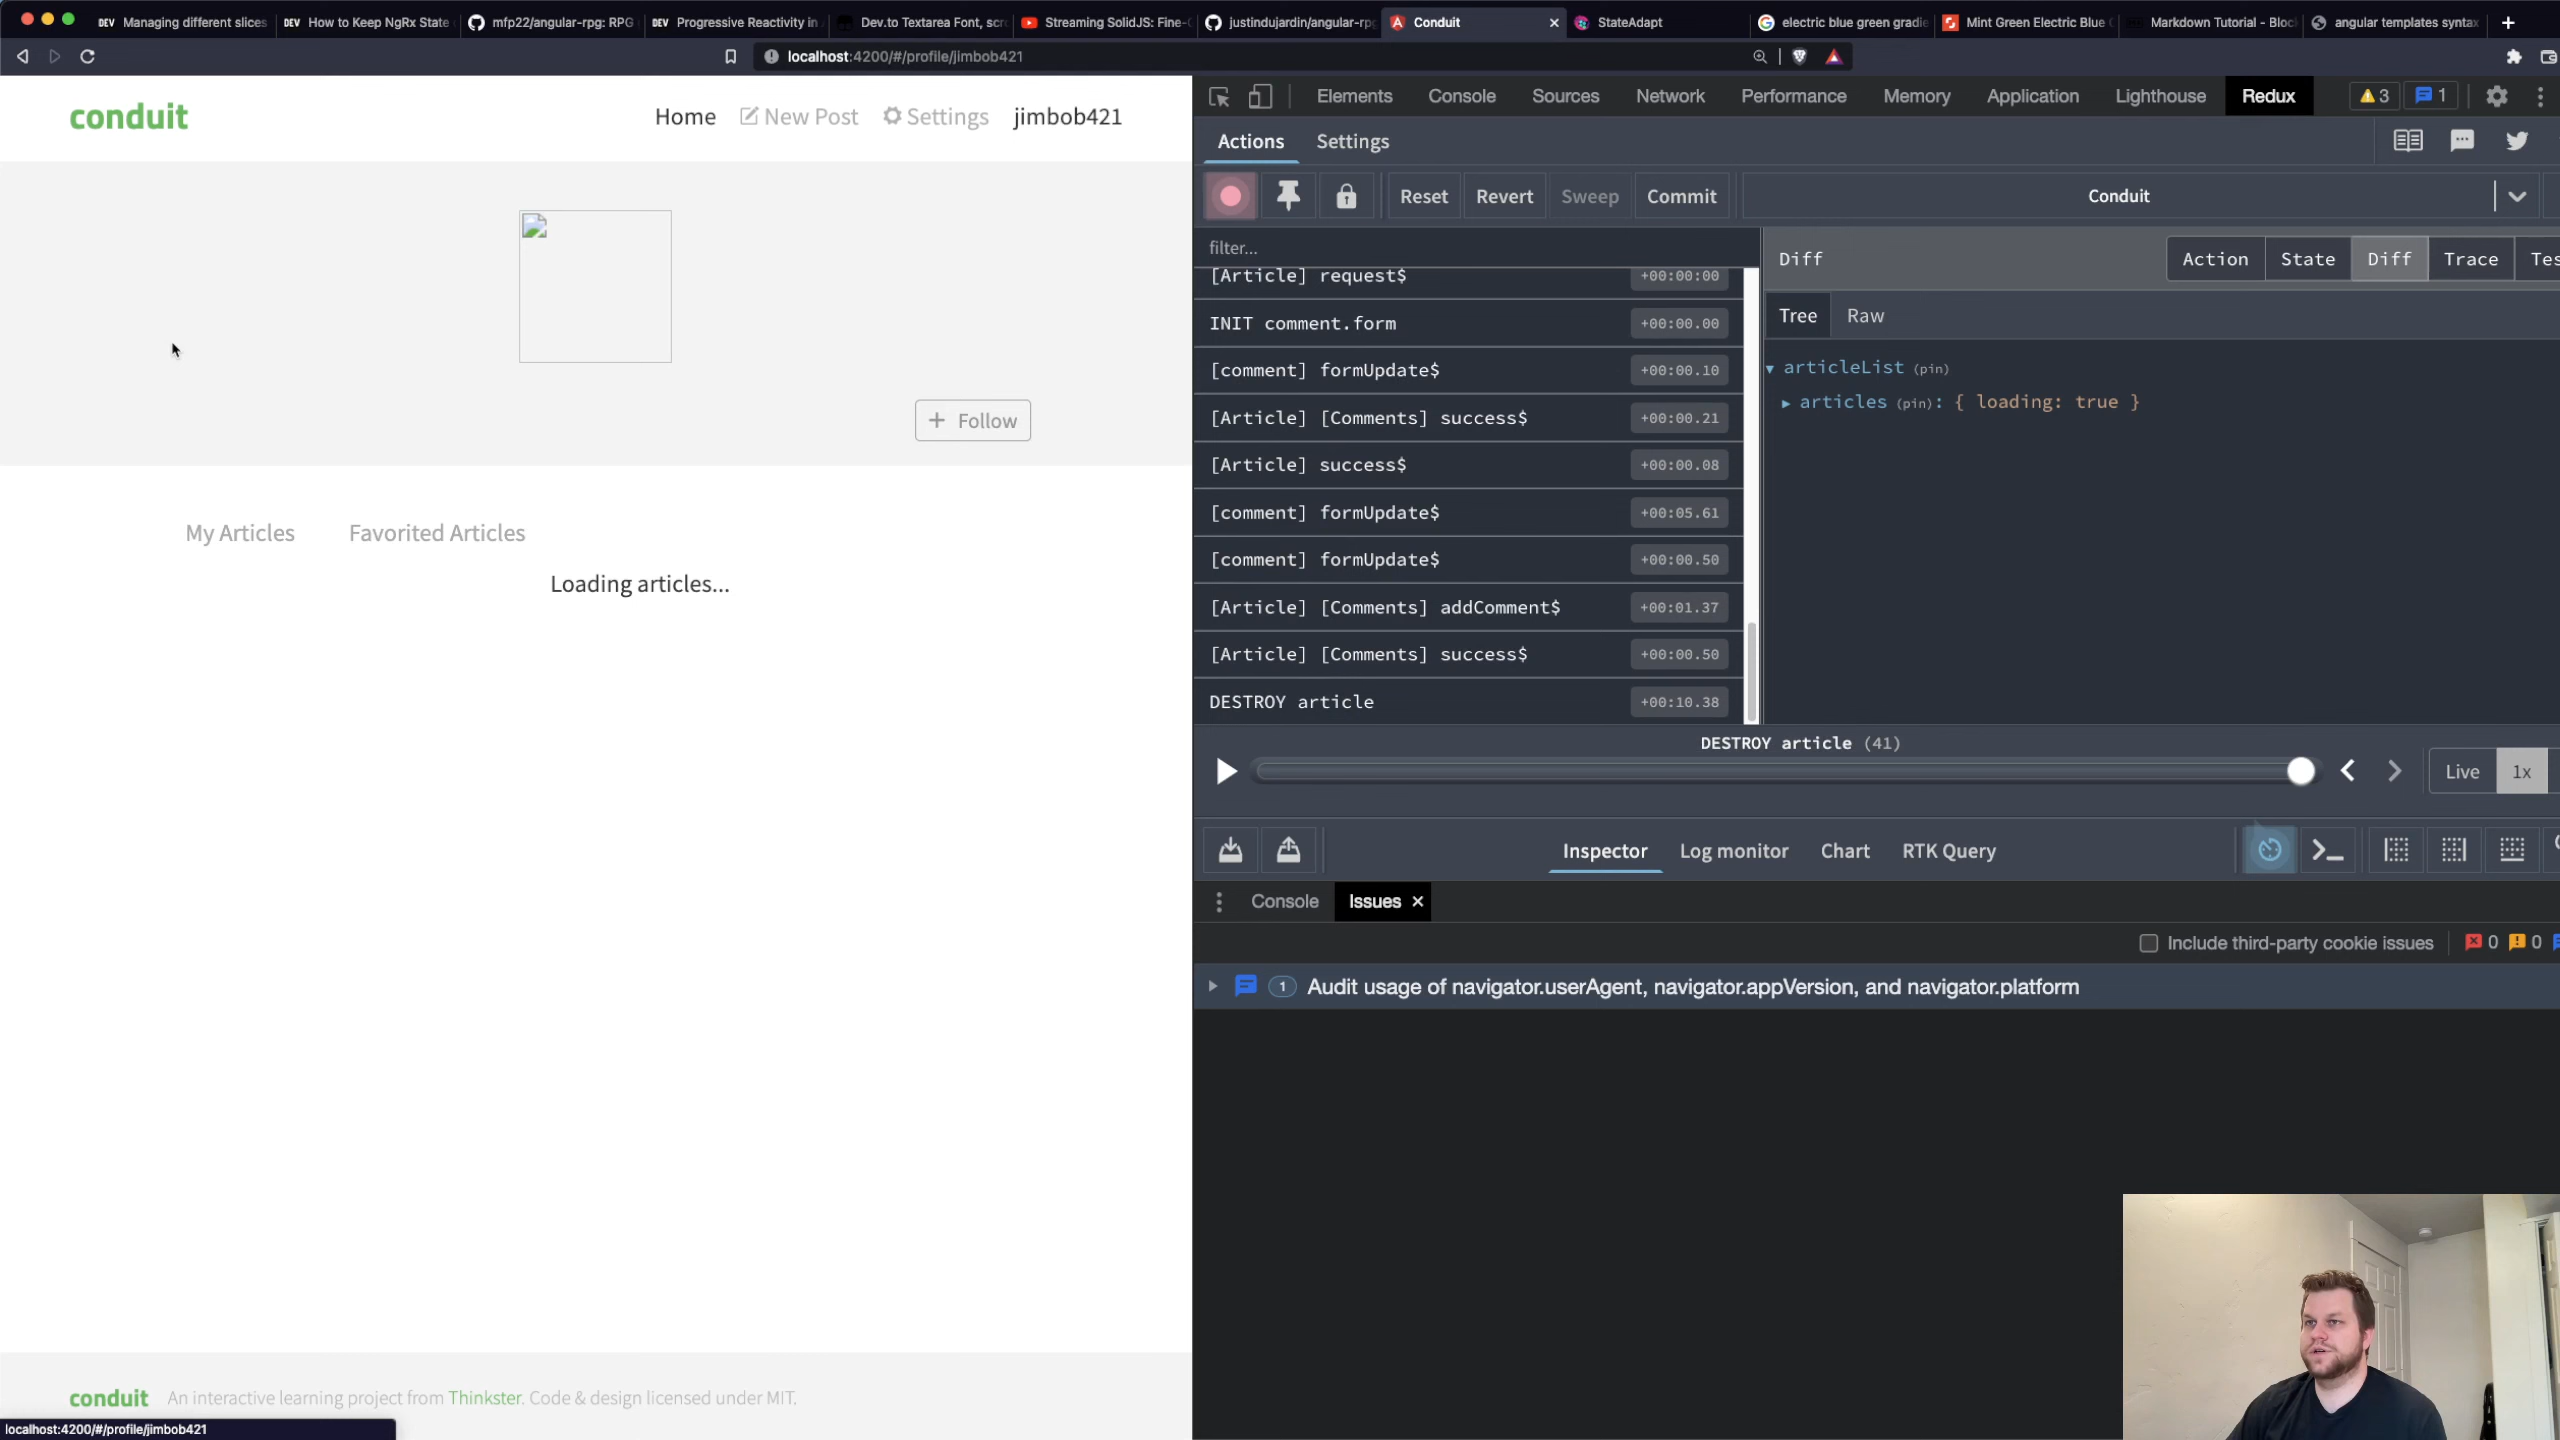 DEV Managing different slices
DEV How to Keep NgRx State
mfp22/angular-rpg: RPG
DEV Progressive Reactivity in
Dev.to Textarea Font, scr
Streaming SolidJS: Fine-
justindujardin/angular-rp
Conduit
StateAdapt
electric blue green gradie
Mint Green Electric Blue
Markdown Tutorial - Bloc
angular templates syntax
localhost:4200/#/profile/jimbob421
conduit
Home
New Post
Settings
jimbob421
+ Follow
My Articles
Favorited Articles
Loading articles...
conduit An interactive learning project from Thinkster. Code & design licensed under MIT.
localhost:4200/#/profile/jimbob421
Elements
Console
Sources
Network
Performance
Memory
Application
Lighthouse
Redux
3
1
Actions
Settings
Reset
Revert
Sweep
Commit
Conduit
filter...
[Article] request$ +00:00:00
INIT comment.form +00:00.00
[comment] formUpdate$ +00:00.10
[Article] [Comments] success$ +00:00.21
[Article] success$ +00:00.08
[comment] formUpdate$ +00:05.61
[comment] formUpdate$ +00:00.50
[Article] [Comments] addComment$ +00:01.37
[Article] [Comments] success$ +00:00.50
DESTROY article +00:10.38
Diff
Action
State
Diff
Trace
Tes
Tree
Raw
articleList (pin)
articles (pin): { loading: true }
DESTROY article (41)
Live
1x
Inspector
Log monitor
Chart
RTK Query
Console
Issues
Include third-party cookie issues
0
0
1 Audit usage of navigator.userAgent, navigator.appVersion, and navigator.platform